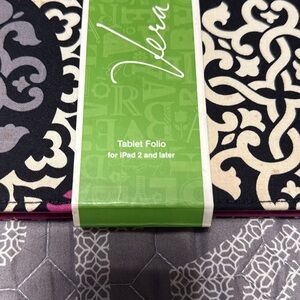 Vera
Tablet Folio
for iPad 2 and later